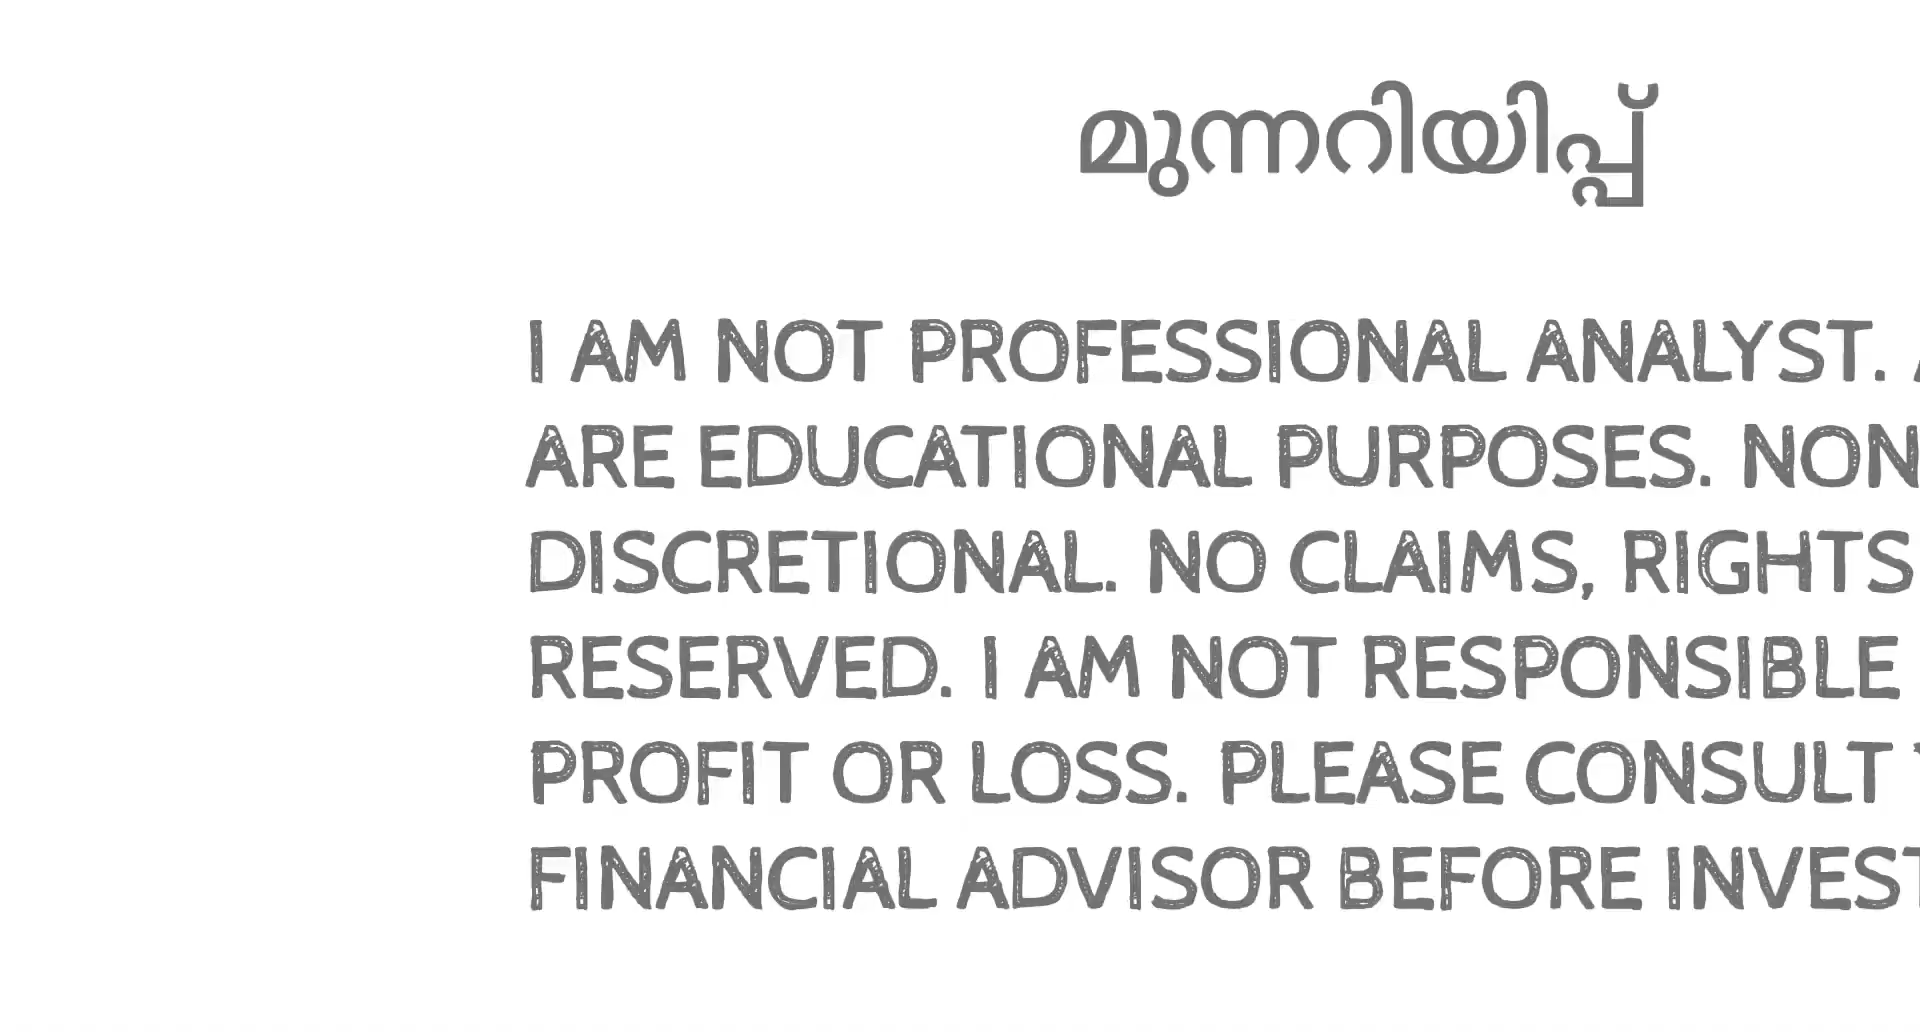 മുന്നറിയിപ്പ്
I AM NOT PROFESSIONAL ANALYST.
ARE EDUCATIONAL PURPOSES.
DISCRETIONAL. NO CLAIMS, RIGHTS
RESERVED. I AM NOT RESPONSIBLE
PROFIT OR LOSS. PLEASE CONSULT
FINANCIAL ADVISOR BEFORE